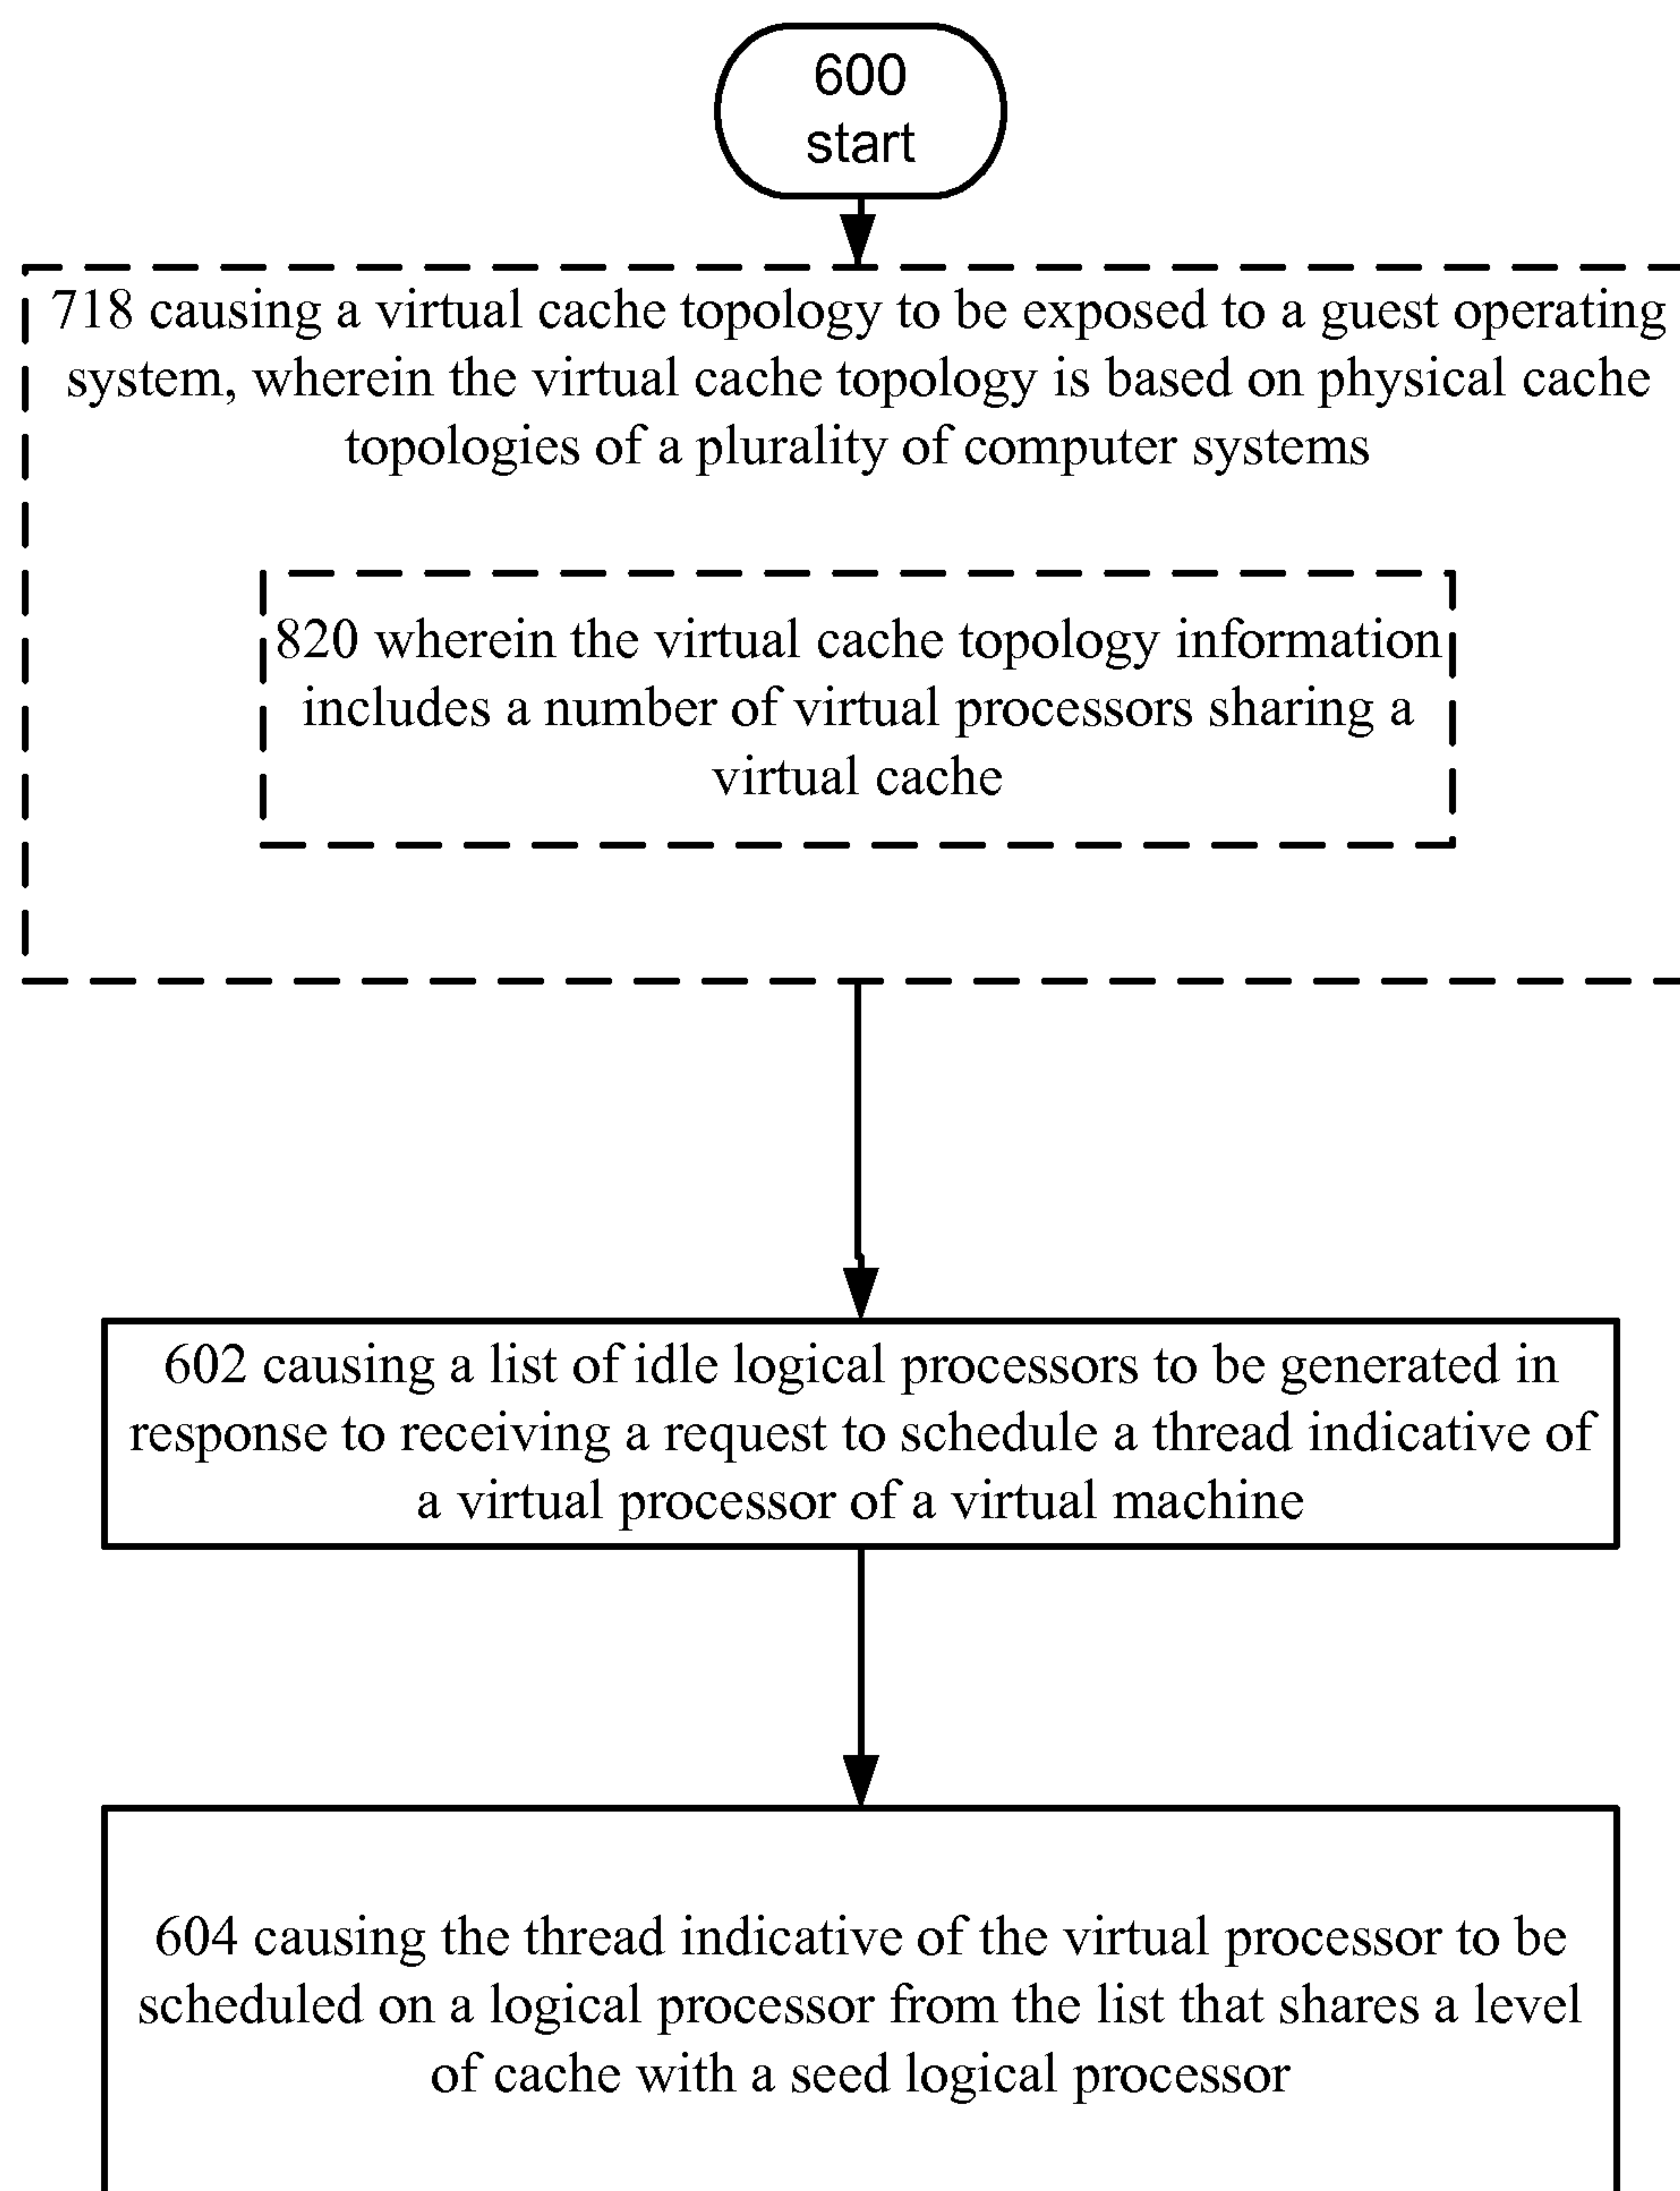 600
start
718 causing a virtual cache topology to be exposed to a guest operating
system, wherein the virtual cache topology is based on physical cache
topologies of a plurality of computer systems
820 wherein the virtual cache topology information
includes a number of virtual processors sharing a
virtual cache
602 causing a list of idle logical processors to be generated in
response to receiving a request to schedule a thread indicative of
a virtual processor of a virtual machine
604 causing the thread indicative of the virtual processor to be
scheduled on a logical processor from the list that shares a level
of cache with a seed logical processor